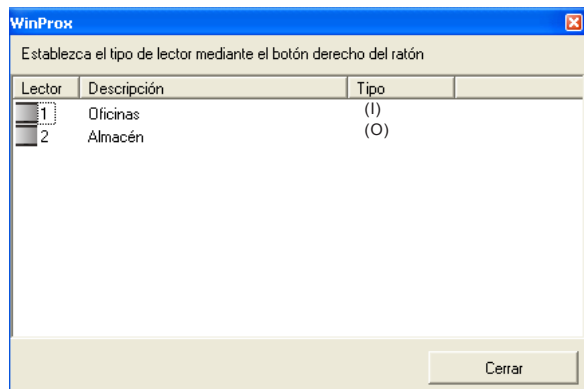 WinProx
Establezca el tipo de lector mediante el botón derecho del ratón
Lector Descripción Tipo
1 Oficinas (I)
2 Almacén (O)
Cerrar